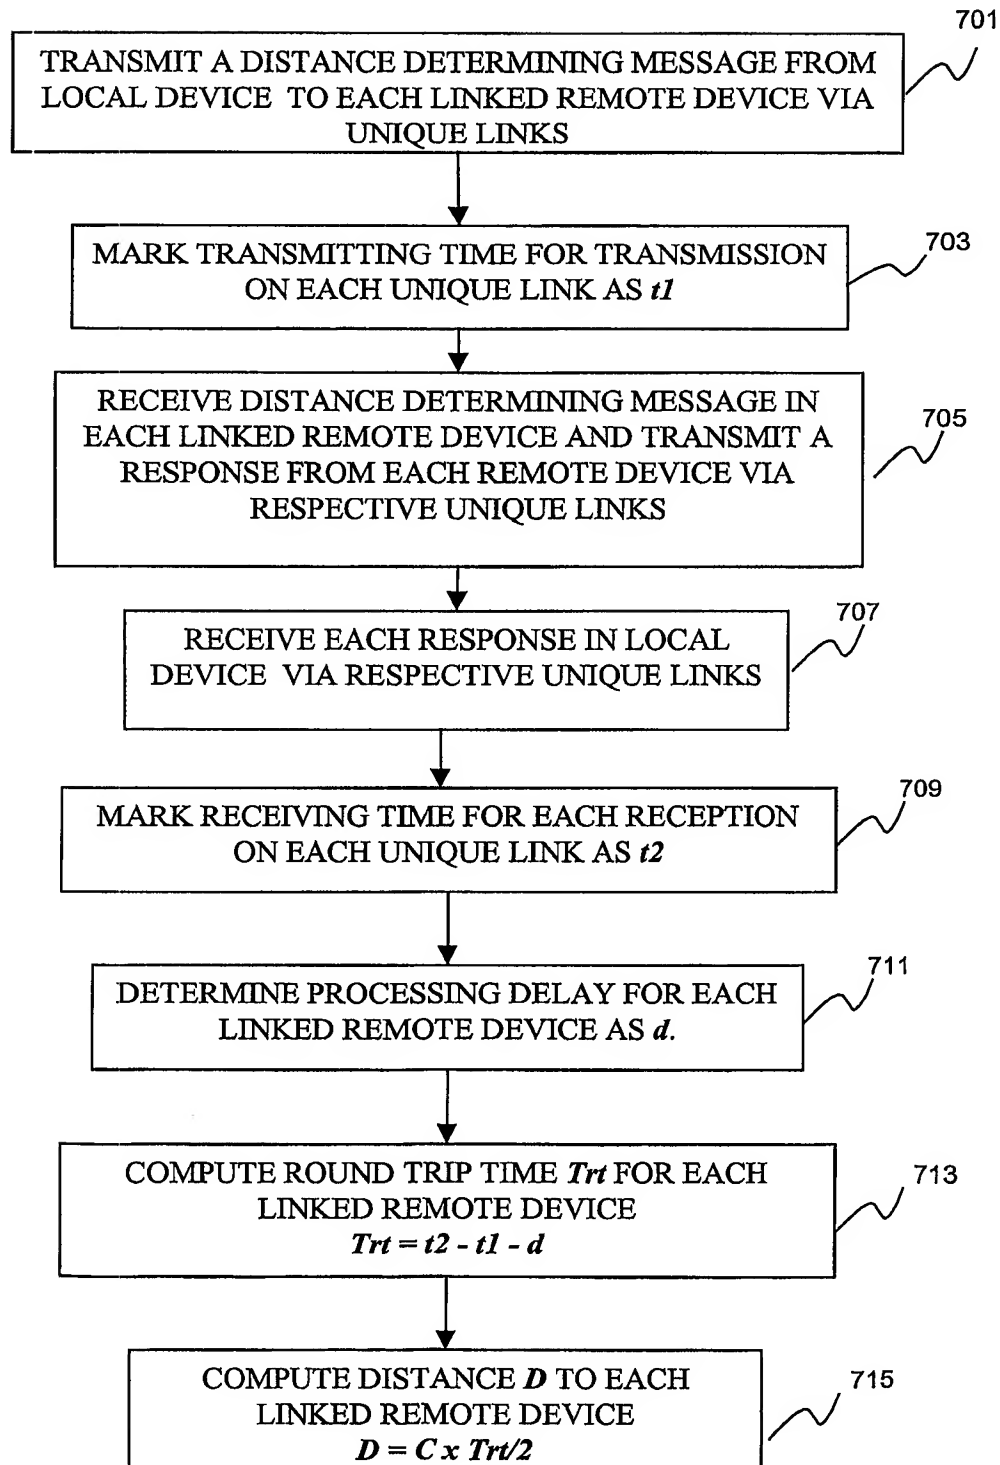 701
TRANSMIT A DISTANCE DETERMINING MESSAGE FROM
LOCAL DEVICE TO EACH LINKED REMOTE DEVICE VIA
UNIQUE LINKS
703
MARK TRANSMITTING TIME FOR TRANSMISSION
ON EACH UNIQUE LINK AS t1
705
RECEIVE DISTANCE DETERMINING MESSAGE IN
EACH LINKED REMOTE DEVICE AND TRANSMIT A
RESPONSE FROM EACH REMOTE DEVICE VIA
RESPECTIVE UNIQUE LINKS
707
RECEIVE EACH RESPONSE IN LOCAL
DEVICE VIA RESPECTIVE UNIQUE LINKS
709
MARK RECEIVING TIME FOR EACH RECEPTION
ON EACH UNIQUE LINK AS t2
711
DETERMINE PROCESSING DELAY FOR EACH
LINKED REMOTE DEVICE AS d.
713
COMPUTE ROUND TRIP TIME Trt FOR EACH
LINKED REMOTE DEVICE
Trt = t2 - t1 - d
715
COMPUTE DISTANCE D TO EACH
LINKED REMOTE DEVICE
D = C x Trt/2